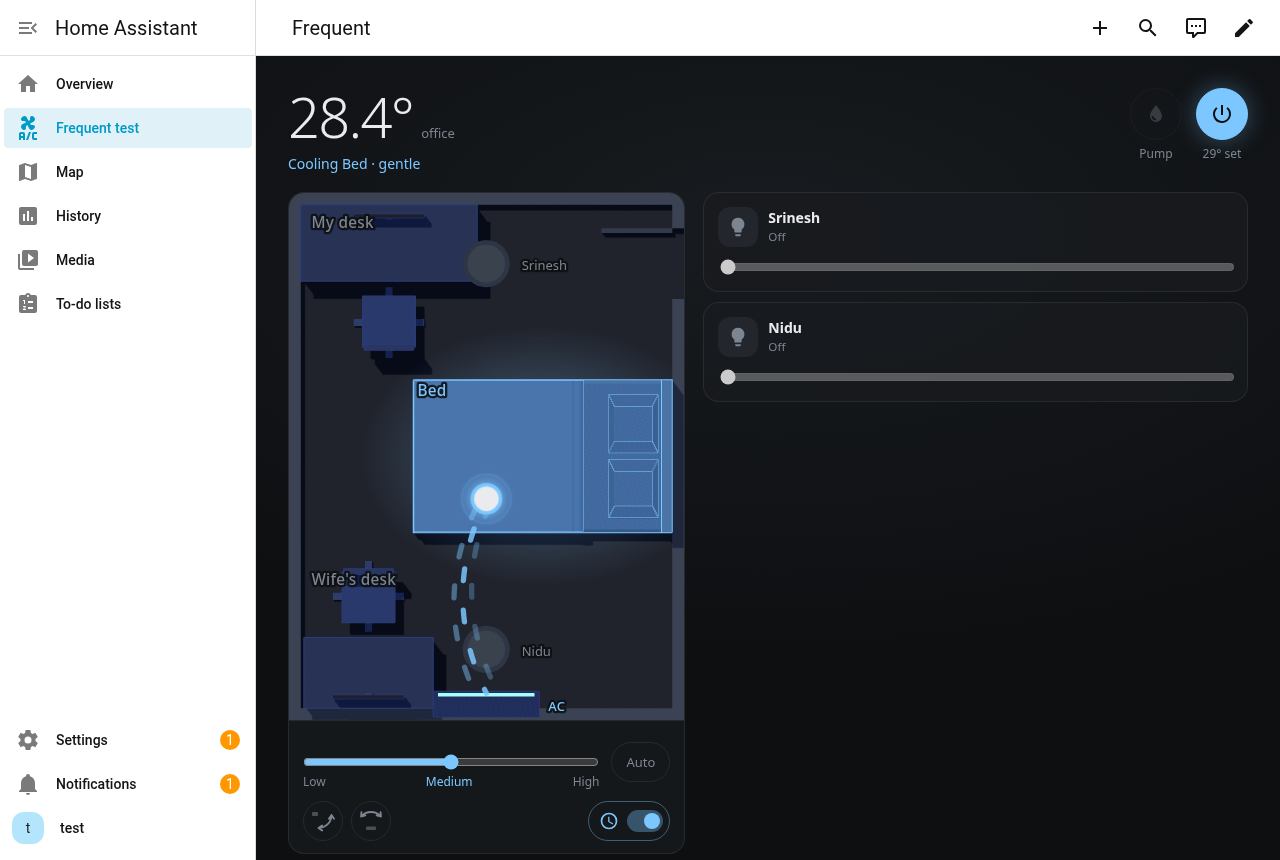 Home Assistant
Frequent
Overview
Frequent test
A/C
Map
History
Media
To-do lists
Settings
1
Notifications
1
t
test
28.4°
office
Cooling Bed · gentle
Pump
29° set
My desk
Srinesh
Bed
Wife's desk
Nidu
AC
Low
Medium
High
Auto
Srinesh
Off
Nidu
Off